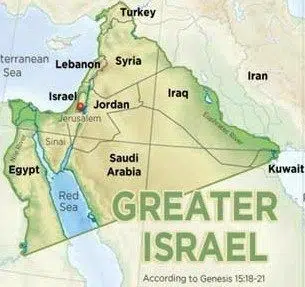 Turkey
terranean
Sea
Lebanon
Syria
Iran
Israel
Iraq
Jordan
Jerusalem
Euphrates River
Sinai
Nile River
Egypt
Saudi
Arabia
Kuwait
Red
Sea
GREATER
ISRAEL
According to Genesis 15:18-21